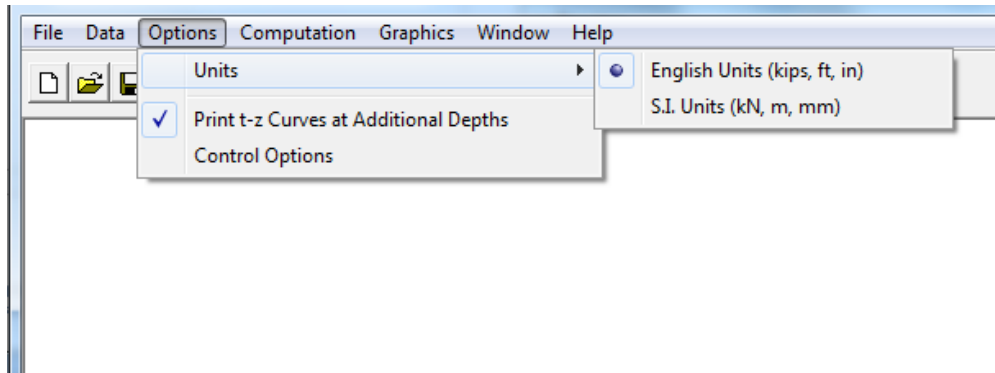 File Data Options Computation Graphics Window Help
Units
English Units (kips, ft, in)
S.I. Units (kN, m, mm)
Print t-z Curves at Additional Depths
Control Options